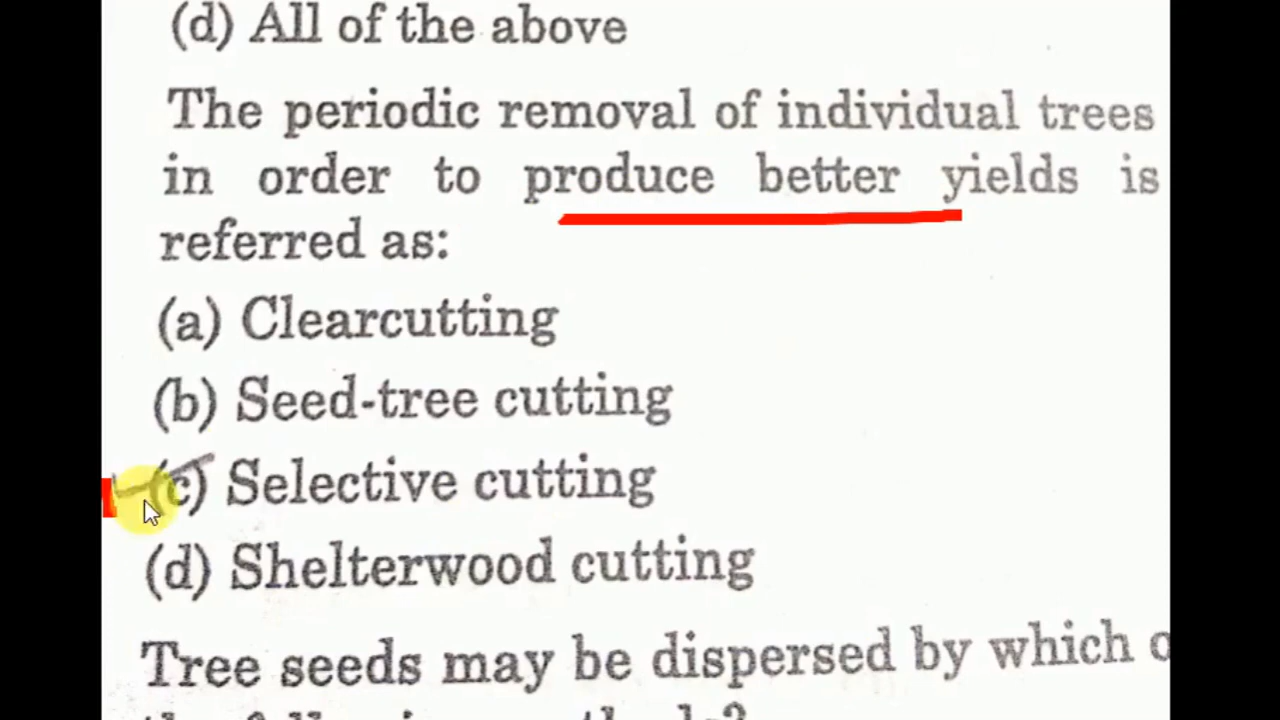 (d) All of the above
The periodic removal of individual trees
in order to produce better yields is
referred as:
(a) Clearcutting
(b) Seed-tree cutting
(c) Selective cutting
(d) Shelterwood cutting
Tree seeds may be dispersed by which